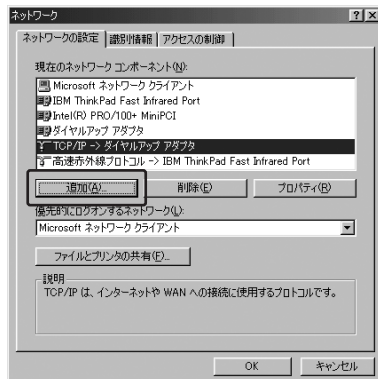 ネットワーク
ネットワークの設定 識別情報 アクセスの制御
現在のネットワーク コンポーネント(N):
Microsoft ネットワーク クライアント
IBM ThinkPad Fast Infrared Port
Intel(R) PRO/100+ MiniPCI
ダイヤルアップ アダプタ
TCP/IP -> ダイヤルアップ アダプタ
高速赤外線プロトコル -> IBM ThinkPad Fast Infrared Port
追加(A)... 削除(E) プロパティ(R)
優先的にログオンするネットワーク(L):
Microsoft ネットワーク クライアント
ファイルとプリンタの共有(F)...
説明
TCP/IP は、インターネットや WAN への接続に使用するプロトコルです。
OK キャンセル